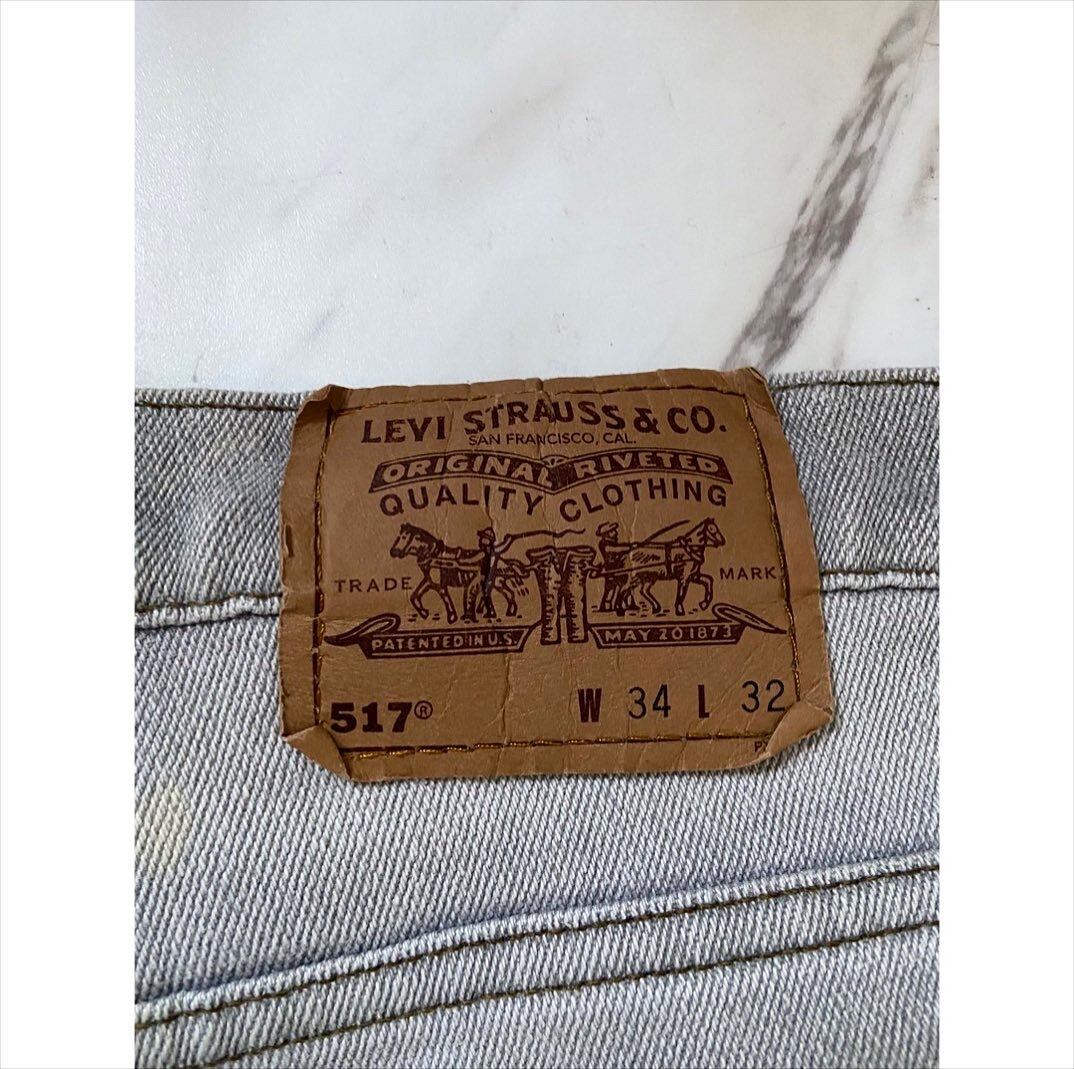 LEVI STRAUSS & CO.
SAN FRANCISCO, CAL.
ORIGINAL RIVETED
QUALITY CLOTHING
TRADE MARK
PATENTED IN U.S. MAY 20 1873
517® W 34 L 32